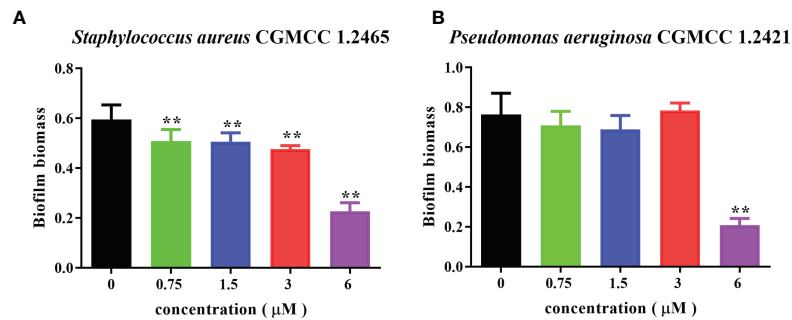 A
Staphylococcus aureus CGMCC 1.2465
Biofilm biomass
0.8
0.6
0.4
0.2
0.0
**
**
**
**
0 0.75 1.5 3 6
concentration ( μM )
B
Pseudomonas aeruginosa CGMCC 1.2421
Biofilm biomass
1.0
0.8
0.6
0.4
0.2
0.0
**
0 0.75 1.5 3 6
concentration ( μM )